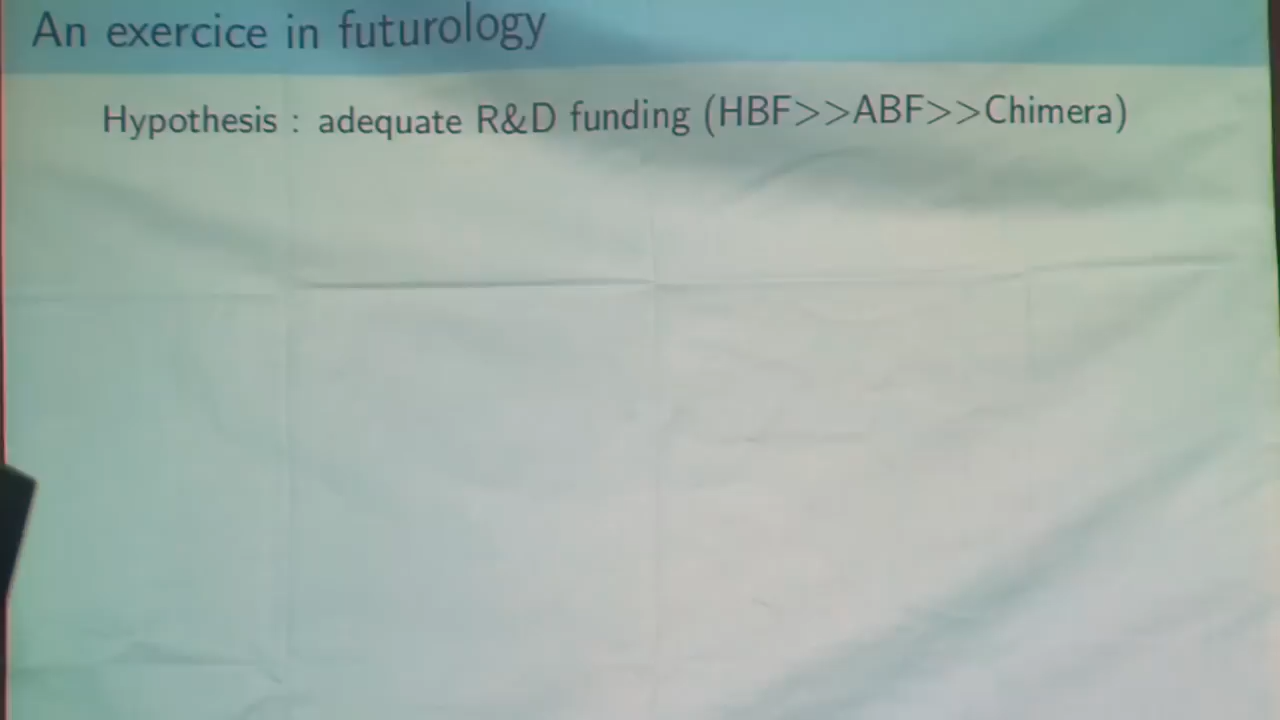 An exercice in futurology
Hypothesis : adequate R&D funding (HBF>>ABF>>Chimera)